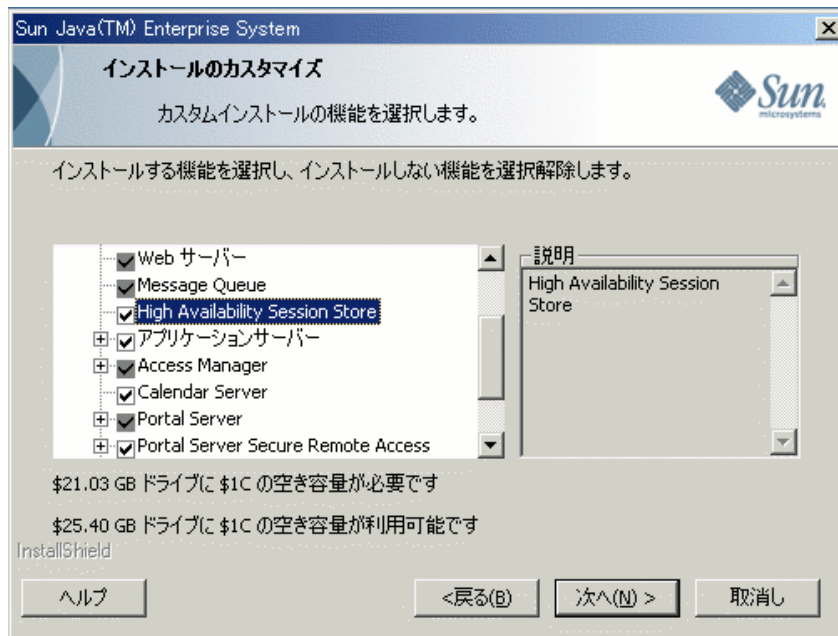 Sun Java(TM) Enterprise System
インストールのカスタマイズ
カスタムインストールの機能を選択します。
Sun
microsystems
インストールする機能を選択し、インストールしない機能を選択解除します。
Web サーバー
Message Queue
High Availability Session Store
アプリケーションサーバー
Access Manager
Calendar Server
Portal Server
Portal Server Secure Remote Access
説明
High Availability Session
Store
$21.03 GB ドライブに $1C の空き容量が必要です
$25.40 GB ドライブに $1C の空き容量が利用可能です
InstallShield
ヘルプ
<戻る(B)
次へ(N) >
取消し